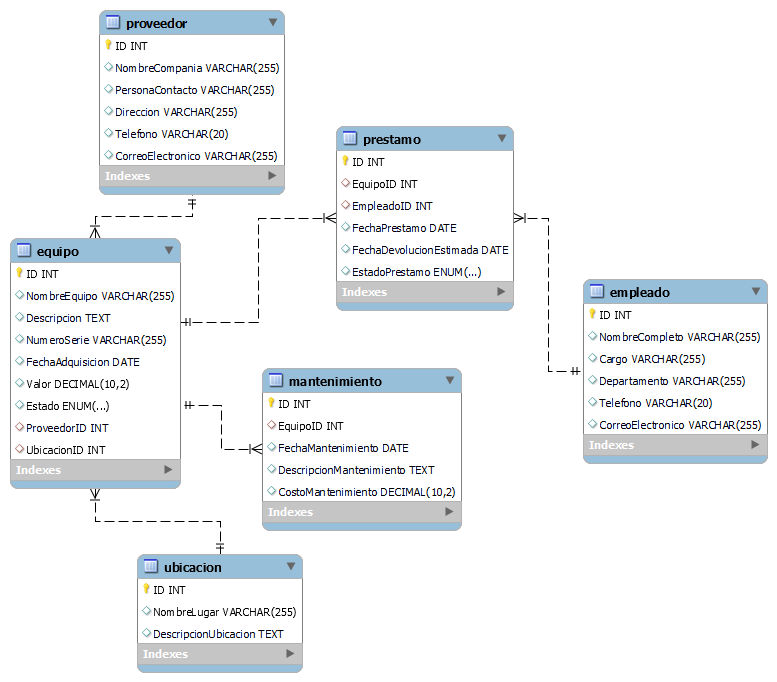 proveedor
ID INT
NombreCompania VARCHAR(255)
PersonaContacto VARCHAR(255)
Direccion VARCHAR(255)
Telefono VARCHAR(20)
CorreoElectronico VARCHAR(255)
Indexes
prestamo
ID INT
EquipoID INT
EmpleadoID INT
FechaPrestamo DATE
FechaDevolucionEstimada DATE
EstadoPrestamo ENUM(...)
Indexes
equipo
ID INT
NombreEquipo VARCHAR(255)
Descripcion TEXT
NumeroSerie VARCHAR(255)
FechaAdquisicion DATE
Valor DECIMAL(10,2)
Estado ENUM(...)
ProveedorID INT
UbicacionID INT
Indexes
empleado
ID INT
NombreCompleto VARCHAR(255)
Cargo VARCHAR(255)
Departamento VARCHAR(255)
Telefono VARCHAR(20)
CorreoElectronico VARCHAR(255)
Indexes
mantenimiento
ID INT
EquipoID INT
FechaMantenimiento DATE
DescripcionMantenimiento TEXT
CostoMantenimiento DECIMAL(10,2)
Indexes
ubicacion
ID INT
NombreLugar VARCHAR(255)
DescripcionUbicacion TEXT
Indexes